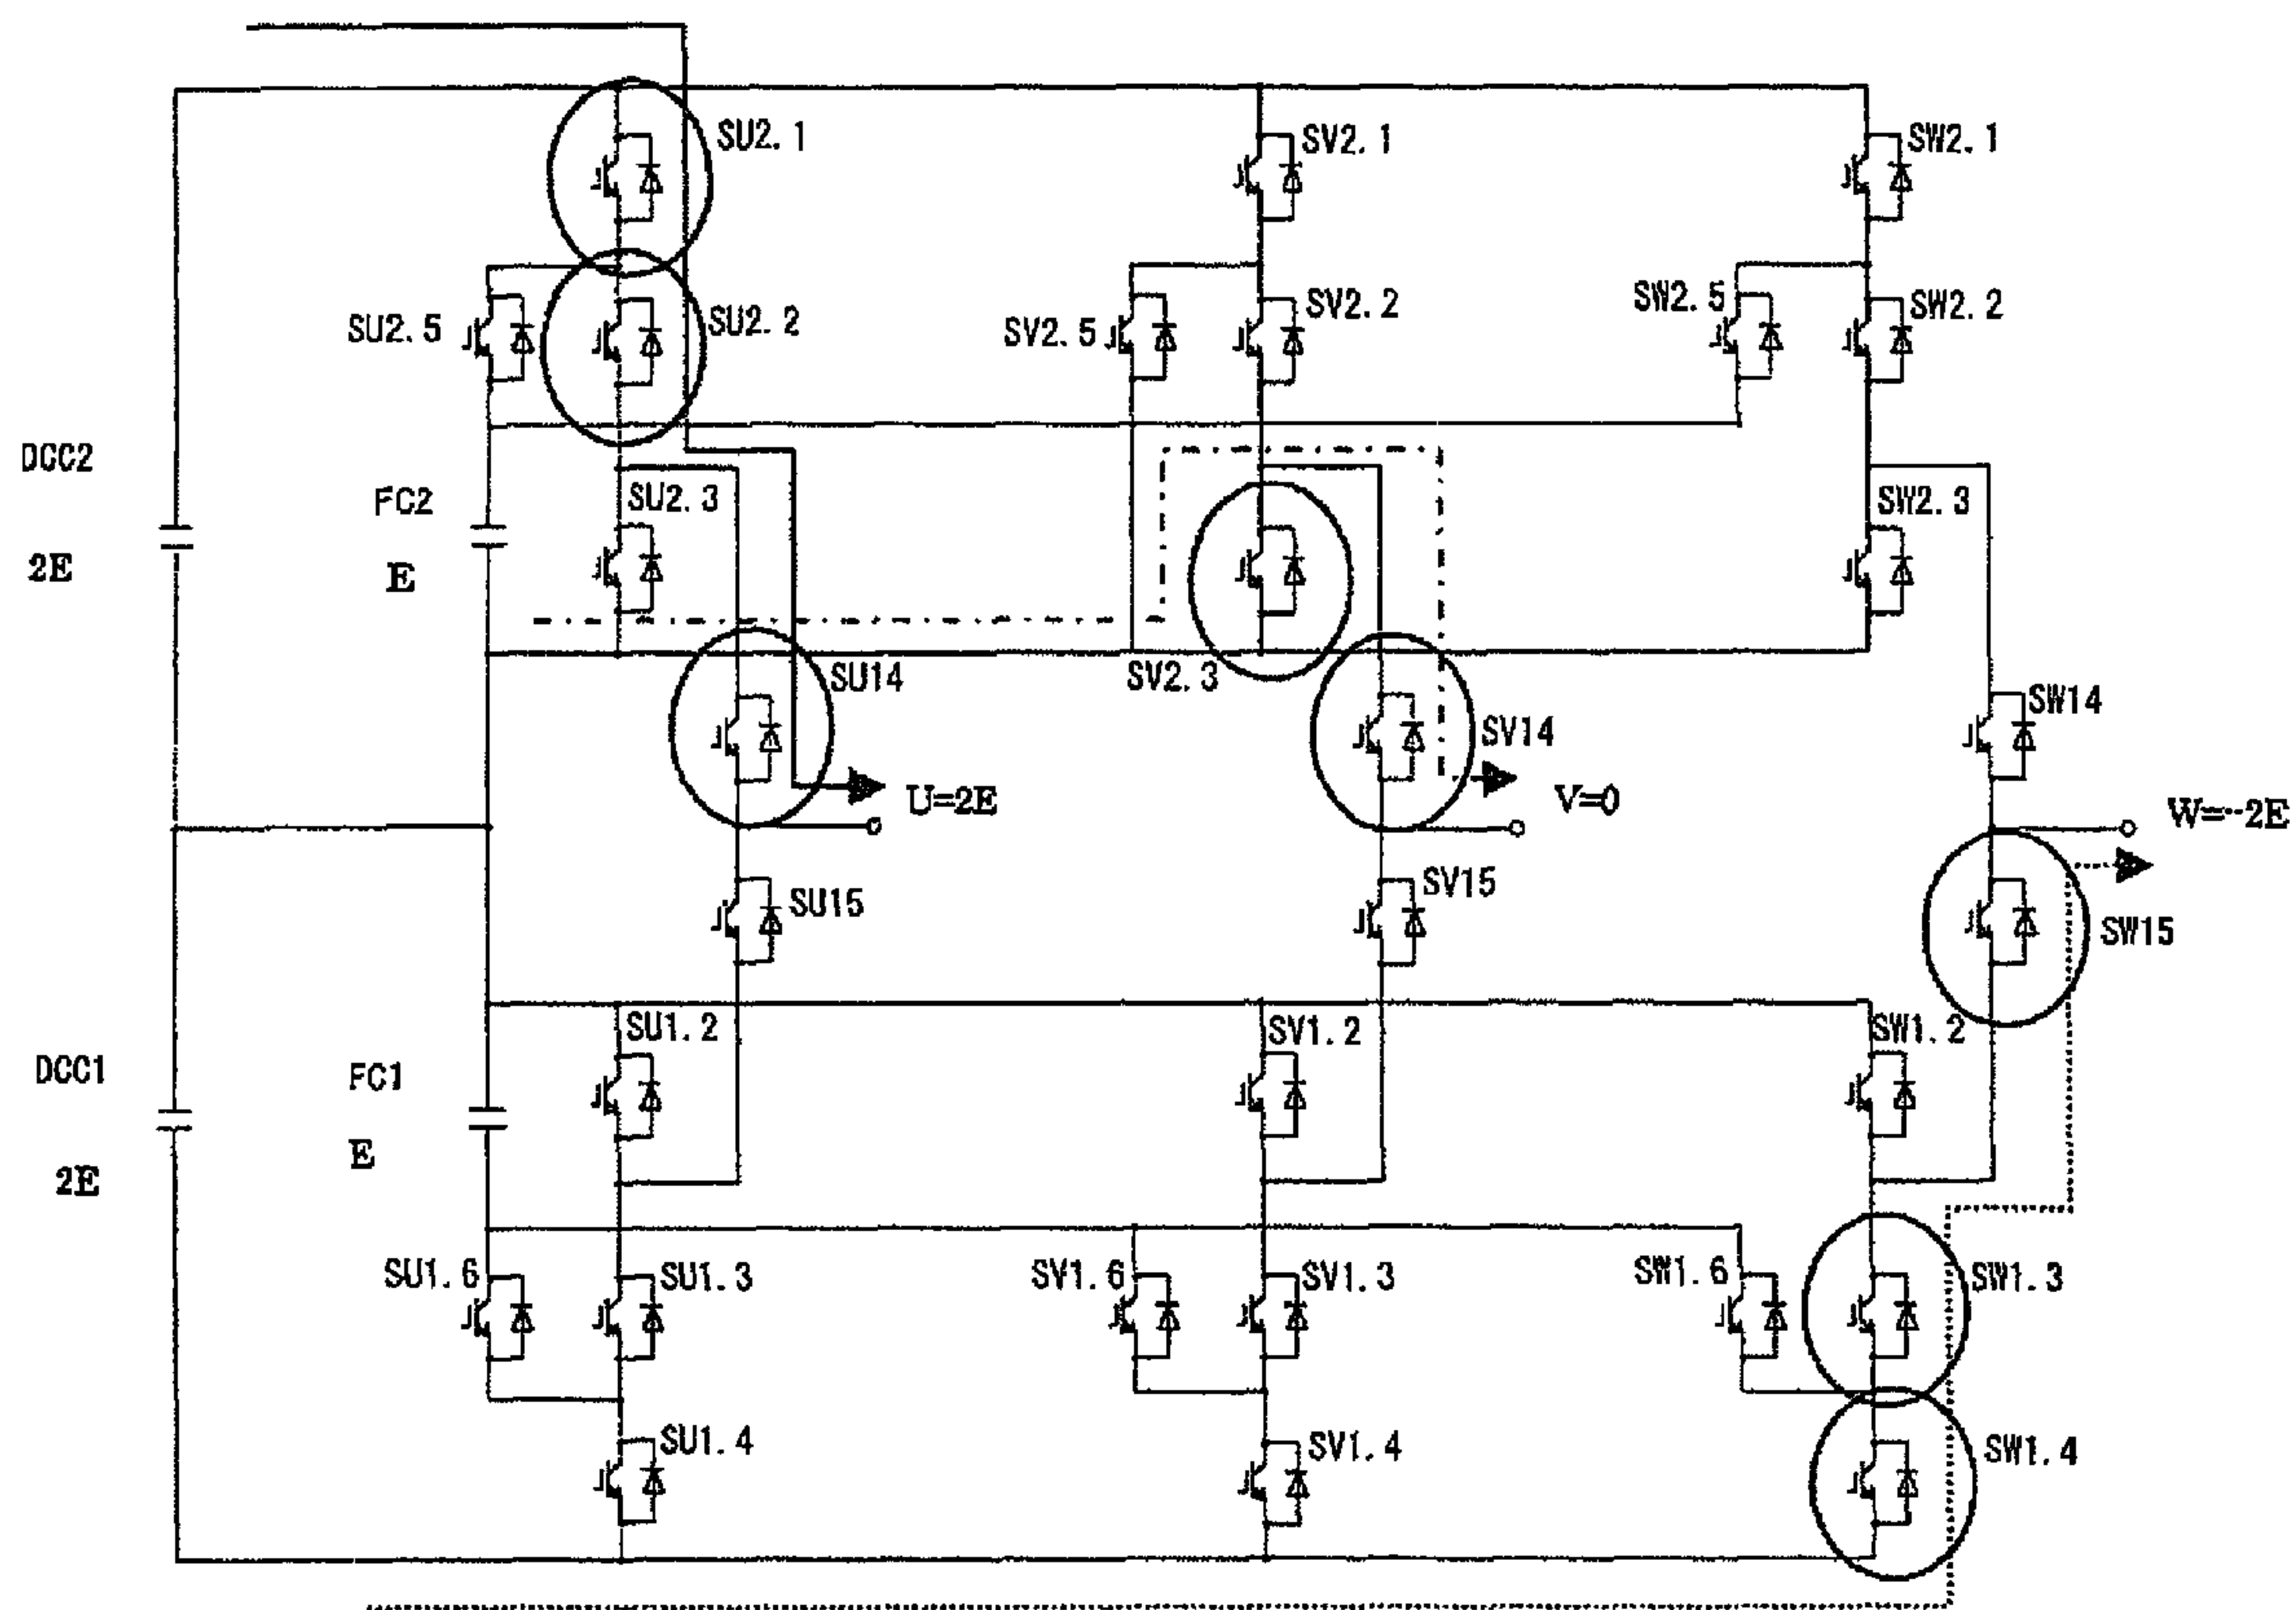 SU2.1
SV2.1
SW2.1
SU2.5
SU2.2
SV2.5
SV2.2
SW2.5
SW2.2
DCC2
2E
FC2
E
SU2.3
SV2.3
SW2.3
SU14
SV14
SW14
U=2E
V=0
W=-2E
SU15
SV15
SW15
DCC1
2E
FC1
E
SU1.2
SV1.2
SW1.2
SU1.6
SU1.3
SV1.6
SV1.3
SW1.6
SW1.3
SU1.4
SV1.4
SW1.4